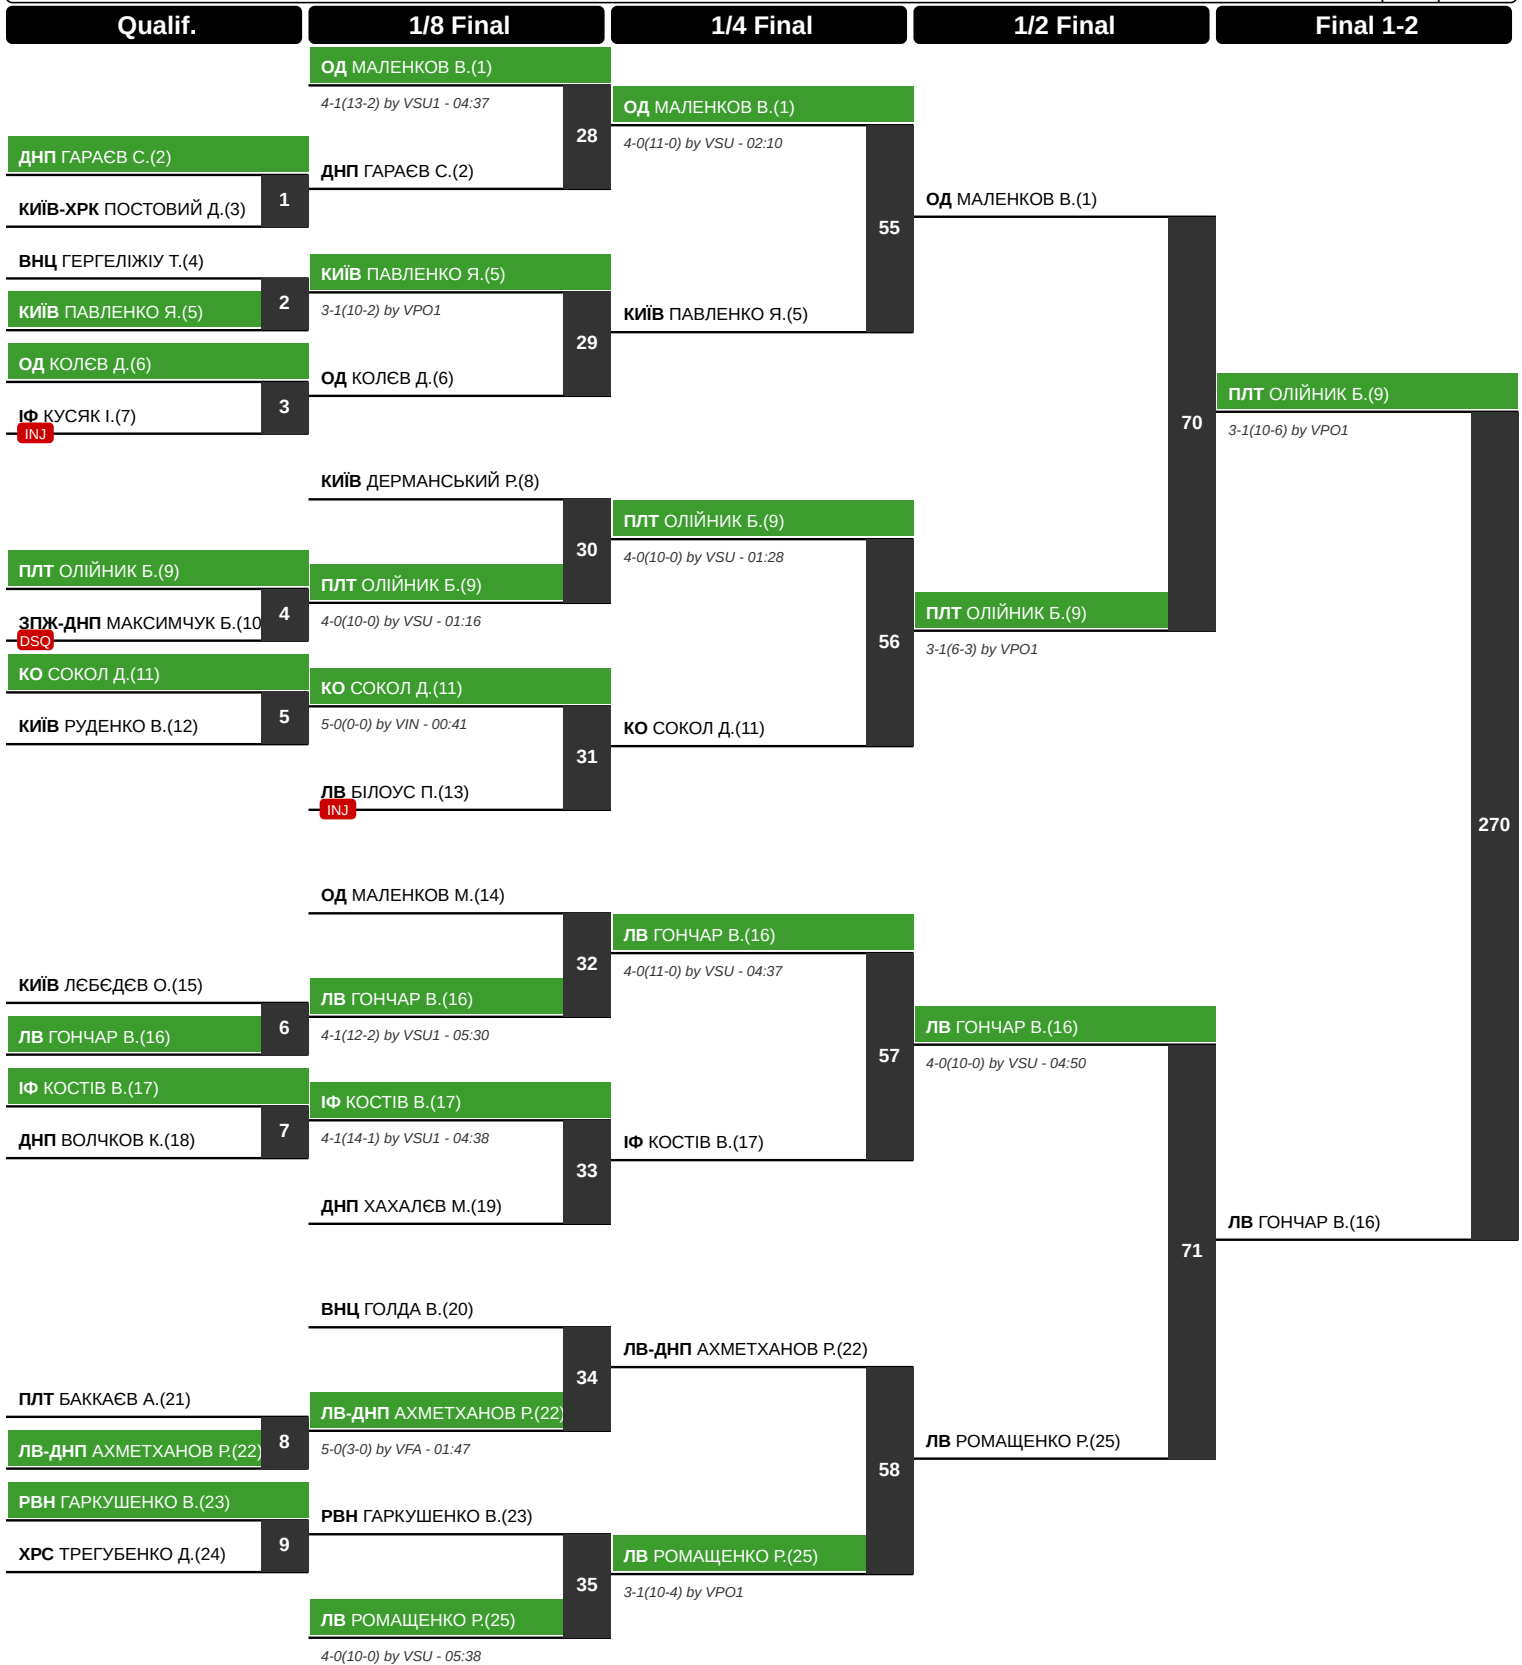 Qualif.
1/8 Final
1/4 Final
1/2 Final
Final 1-2
ДНП ГАРАЄВ С.(2)
1
КИЇВ-ХРК ПОСТОВИЙ Д.(3)
ВНЦ ГЕРГЕЛІЖІУ Т.(4)
2
КИЇВ ПАВЛЕНКО Я.(5)
ОД КОЛЄВ Д.(6)
3
ІФ КУСЯК І.(7)
INJ
ПЛТ ОЛІЙНИК Б.(9)
4
ЗПЖ-ДНП МАКСИМЧУК Б.(10
DSQ
КО СОКОЛ Д.(11)
5
КИЇВ РУДЕНКО В.(12)
КИЇВ ЛЄБЄДЄВ О.(15)
6
ЛВ ГОНЧАР В.(16)
ІФ КОСТІВ В.(17)
7
ДНП ВОЛЧКОВ К.(18)
ПЛТ БАККАЄВ А.(21)
8
ЛВ-ДНП АХМЕТХАНОВ Р.(22)
РВН ГАРКУШЕНКО В.(23)
9
ХРС ТРЕГУБЕНКО Д.(24)
ОД МАЛЕНКОВ В.(1)
4-1(13-2) by VSU1 - 04:37
28
ДНП ГАРАЄВ С.(2)
КИЇВ ПАВЛЕНКО Я.(5)
3-1(10-2) by VPO1
29
ОД КОЛЄВ Д.(6)
КИЇВ ДЕРМАНСЬКИЙ Р.(8)
30
ПЛТ ОЛІЙНИК Б.(9)
4-0(10-0) by VSU - 01:16
КО СОКОЛ Д.(11)
5-0(0-0) by VIN - 00:41
31
ЛВ БІЛОУС П.(13)
INJ
ОД МАЛЕНКОВ М.(14)
32
ЛВ ГОНЧАР В.(16)
4-1(12-2) by VSU1 - 05:30
ІФ КОСТІВ В.(17)
4-1(14-1) by VSU1 - 04:38
33
ДНП ХАХАЛЄВ М.(19)
ВНЦ ГОЛДА В.(20)
34
ЛВ-ДНП АХМЕТХАНОВ Р.(22)
5-0(3-0) by VFA - 01:47
РВН ГАРКУШЕНКО В.(23)
35
ЛВ РОМАЩЕНКО Р.(25)
4-0(10-0) by VSU - 05:38
ОД МАЛЕНКОВ В.(1)
4-0(11-0) by VSU - 02:10
55
КИЇВ ПАВЛЕНКО Я.(5)
ПЛТ ОЛІЙНИК Б.(9)
4-0(10-0) by VSU - 01:28
56
КО СОКОЛ Д.(11)
ЛВ ГОНЧАР В.(16)
4-0(11-0) by VSU - 04:37
57
ІФ КОСТІВ В.(17)
ЛВ-ДНП АХМЕТХАНОВ Р.(22)
58
ЛВ РОМАЩЕНКО Р.(25)
3-1(10-4) by VPO1
ОД МАЛЕНКОВ В.(1)
70
ПЛТ ОЛІЙНИК Б.(9)
3-1(6-3) by VPO1
ЛВ ГОНЧАР В.(16)
4-0(10-0) by VSU - 04:50
71
ЛВ РОМАЩЕНКО Р.(25)
ПЛТ ОЛІЙНИК Б.(9)
3-1(10-6) by VPO1
270
ЛВ ГОНЧАР В.(16)